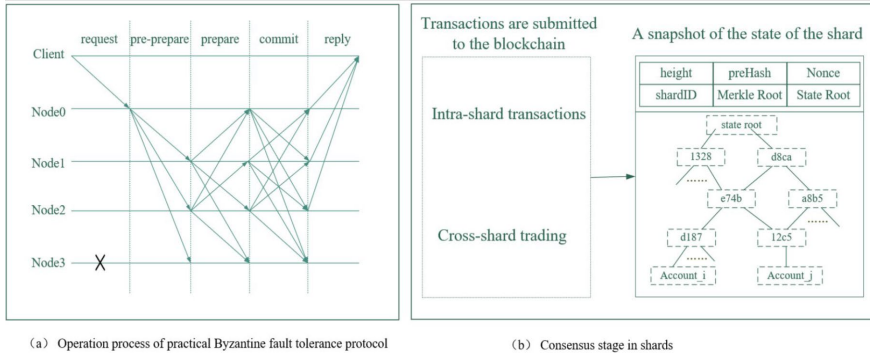 request pre-prepare prepare commit reply
Client
Node0
Node1
Node2
Node3
Transactions are submitted
to the blockchain
Intra-shard transactions
Cross-shard trading
A snapshot of the state of the shard
height preHash Nonce
shardID Merkle Root State Root
state root
1328 d8ca
......
e74b a8b5
......
d187 12c5
......
Account_i Account_j
(a) Operation process of practical Byzantine fault tolerance protocol
(b) Consensus stage in shards